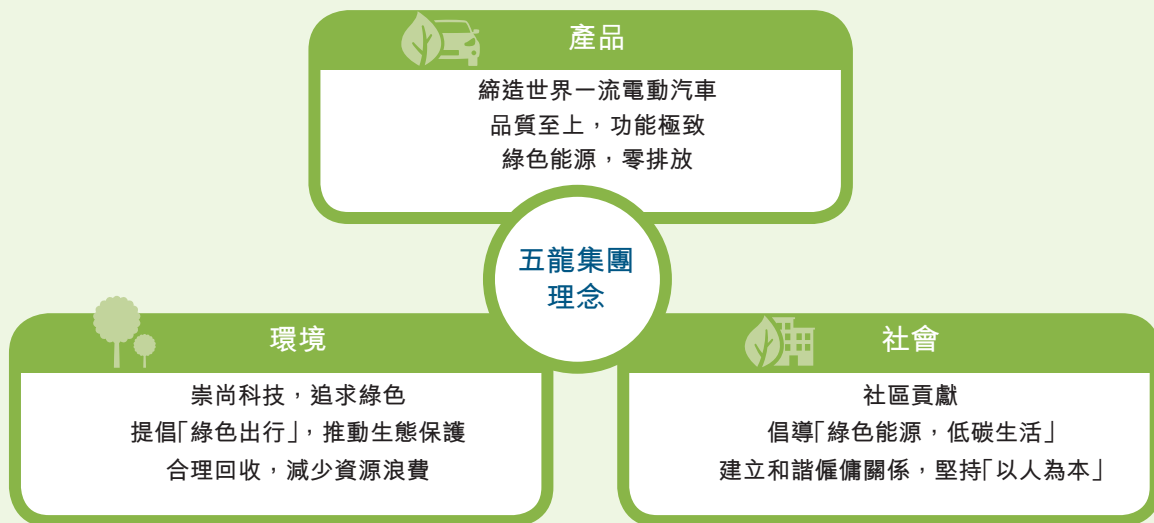 產品
締造世界一流電動汽車
品質至上，功能極致
綠色能源，零排放
五龍集團
理念
環境
崇尚科技，追求綠色
提倡「綠色出行」，推動生態保護
合理回收，減少資源浪費
社會
社區貢獻
倡導「綠色能源，低碳生活」
建立和諧僱傭關係，堅持「以人為本」